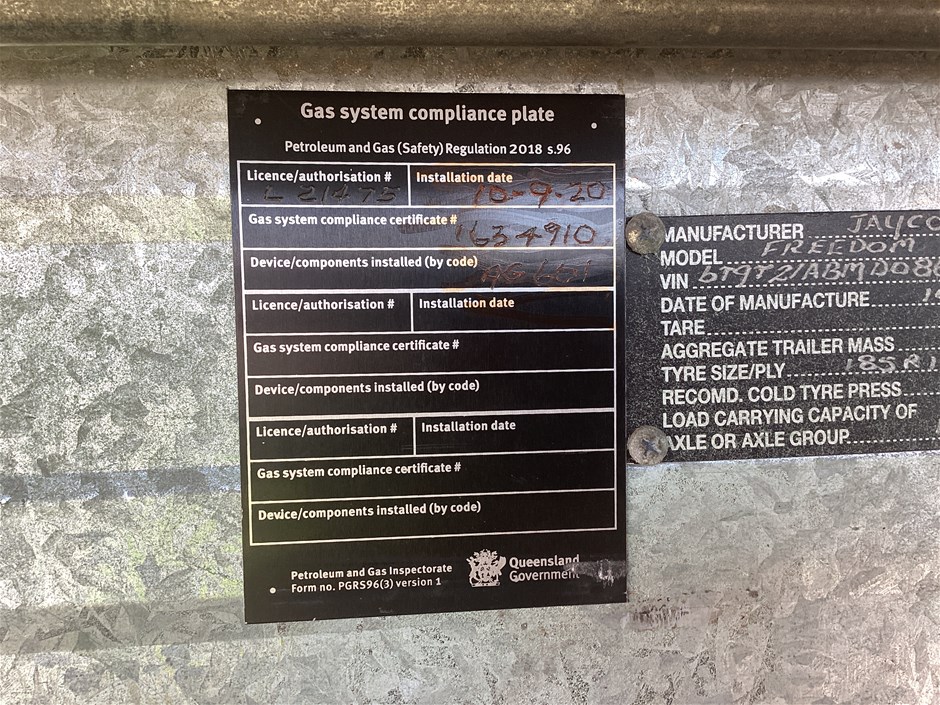 Gas system compliance plate
Petroleum and Gas (Safety) Regulation 2018 s.96
Licence/authorisation #
L 21475
Installation date
10-9-20
Gas system compliance certificate #
1634910
Device/components installed (by code)
Licence/authorisation #
Installation date
Gas system compliance certificate #
Device/components installed (by code)
Licence/authorisation #
Installation date
Gas system compliance certificate #
Device/components installed (by code)
Petroleum and Gas Inspectorate
Form no. PGRS96(3) version 1
Queensland
Government
MANUFACTURER JAYCO
MODEL FREEDOM
VIN 6T9T21ABMD08
DATE OF MANUFACTURE
TARE
AGGREGATE TRAILER MASS
TYRE SIZE/PLY 185R1
RECOMD. COLD TYRE PRESS
LOAD CARRYING CAPACITY OF
AXLE OR AXLE GROUP